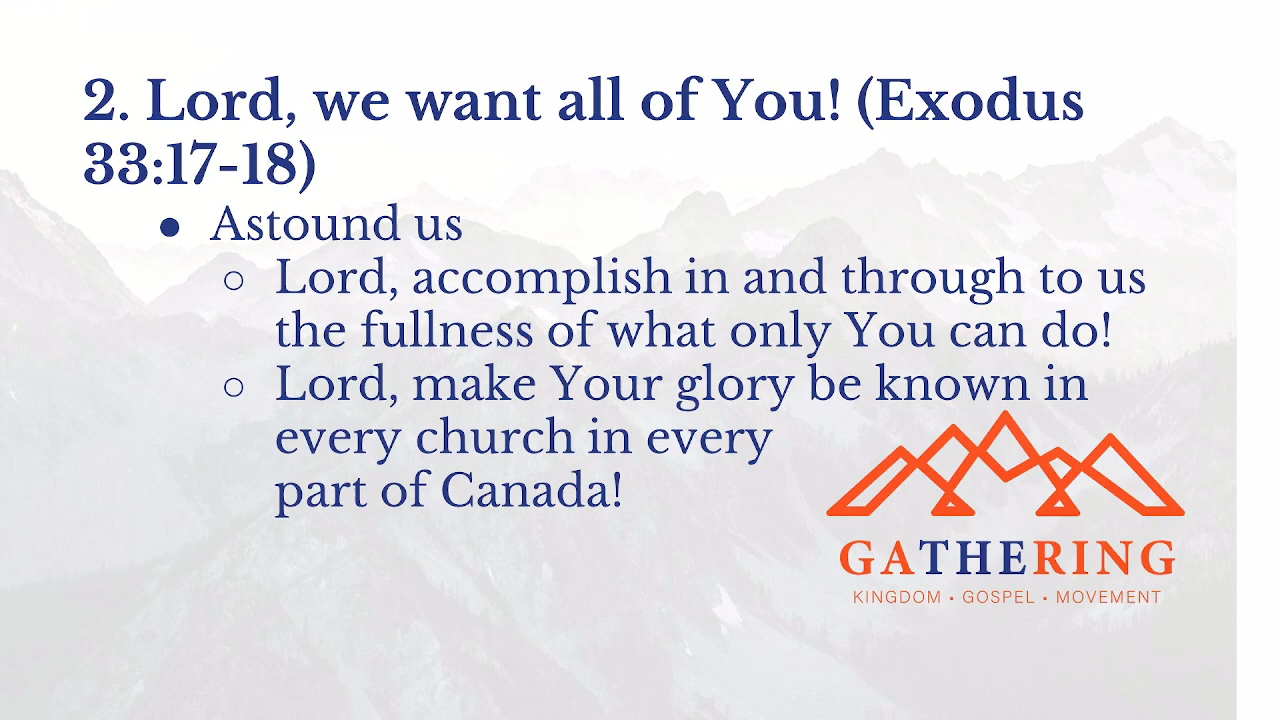 2. Lord, we want all of You! (Exodus
33:17-18)
● Astound us
○ Lord, accomplish in and through to us
the fullness of what only You can do!
○ Lord, make Your glory be known in
every church in every
part of Canada!
GATHERING
KINGDOM • GOSPEL • MOVEMENT